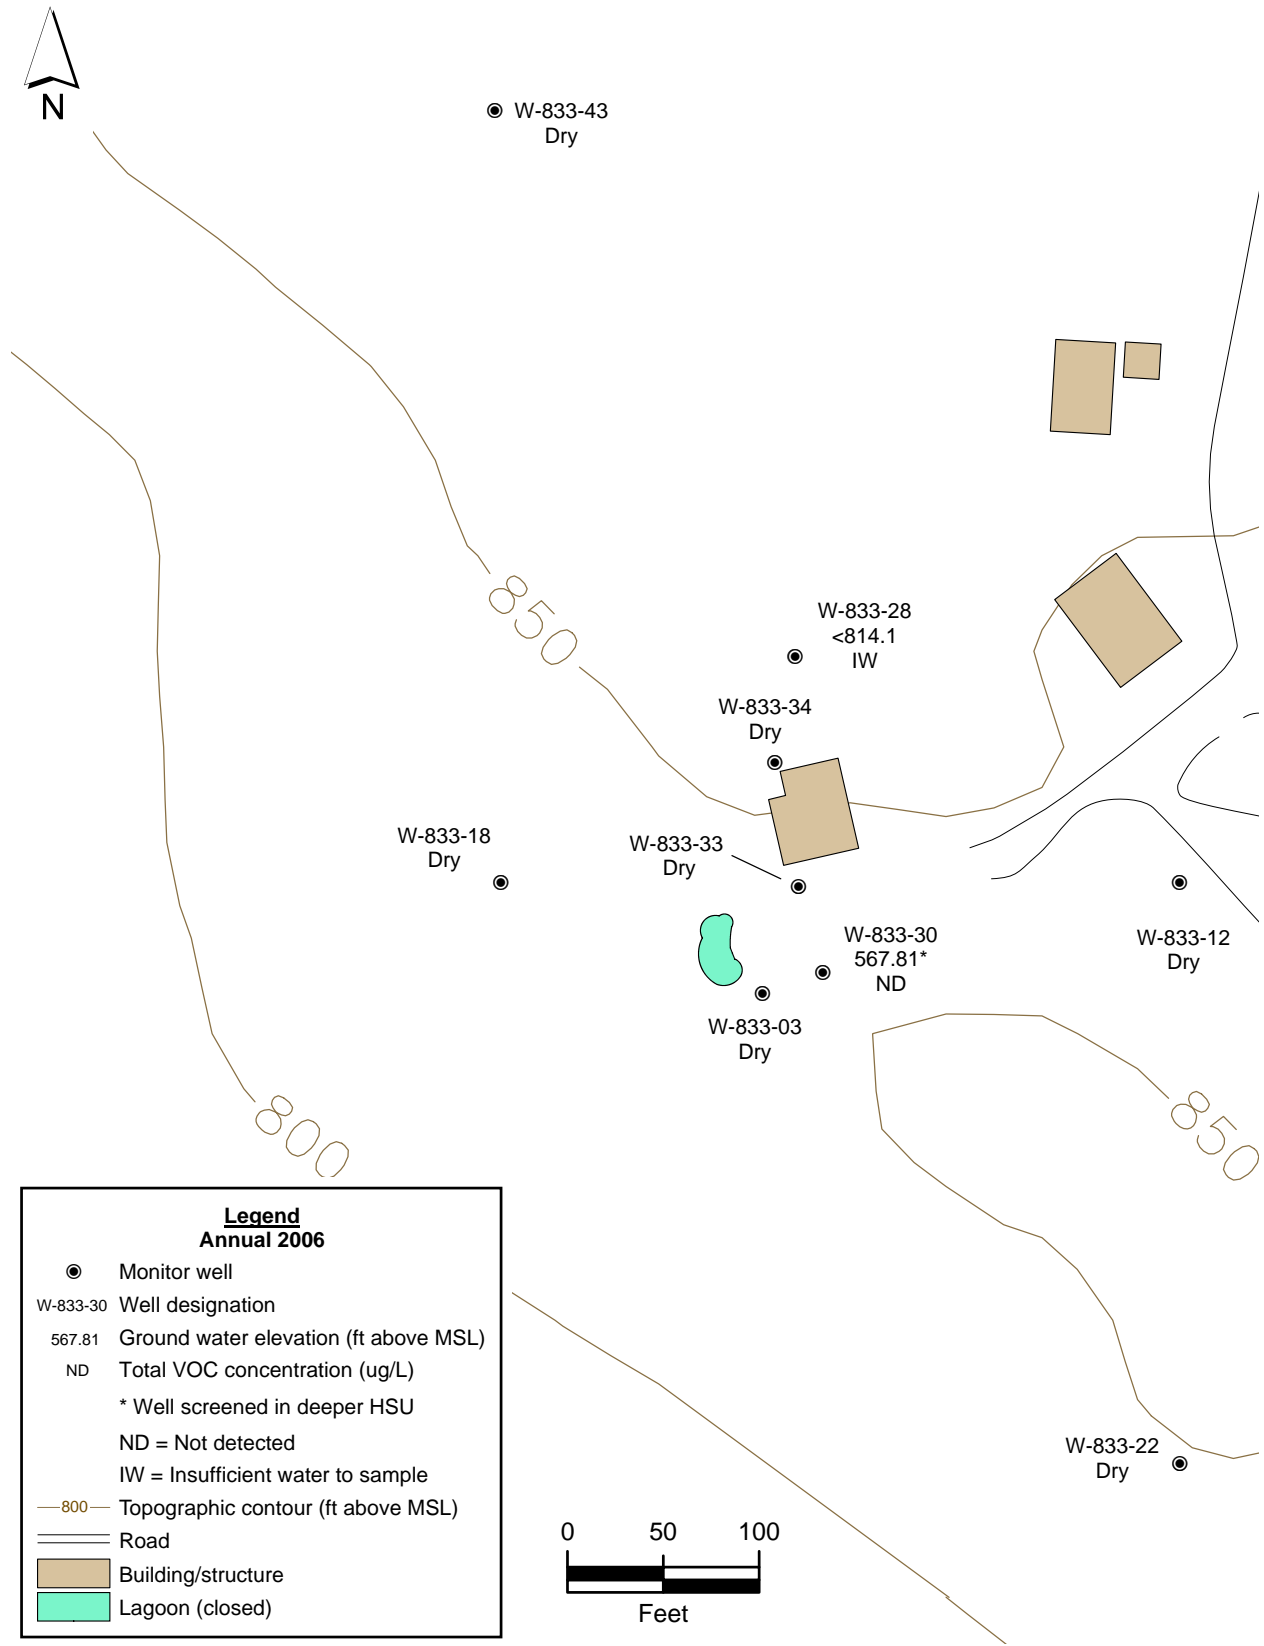 N
W-833-43
Dry
850
W-833-28
<814.1
IW
W-833-34
Dry
W-833-18
Dry
W-833-33
Dry
W-833-30
567.81*
ND
W-833-12
Dry
W-833-03
Dry
800
850
Legend
Annual 2006
Monitor well
W-833-30 Well designation
567.81 Ground water elevation (ft above MSL)
ND Total VOC concentration (ug/L)
* Well screened in deeper HSU
ND = Not detected
IW = Insufficient water to sample
800 Topographic contour (ft above MSL)
Road
Building/structure
Lagoon (closed)
W-833-22
Dry
0 50 100
Feet